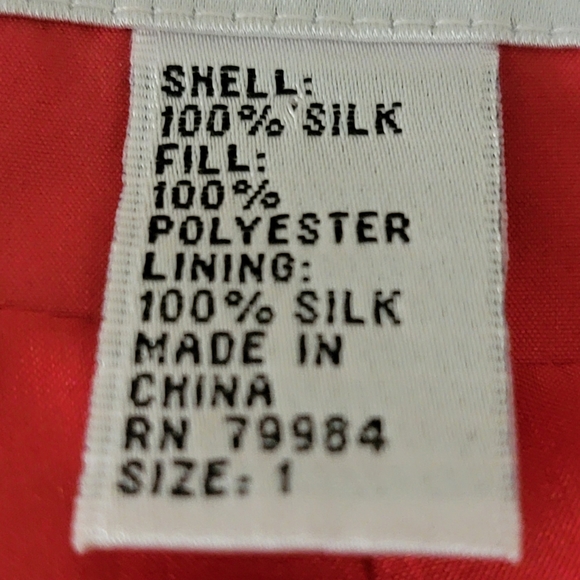 SHELL:
100% SILK
FILL:
100%
POLYESTER
LINING:
100% SILK
MADE IN
CHINA
RN 79984
SIZE: 1